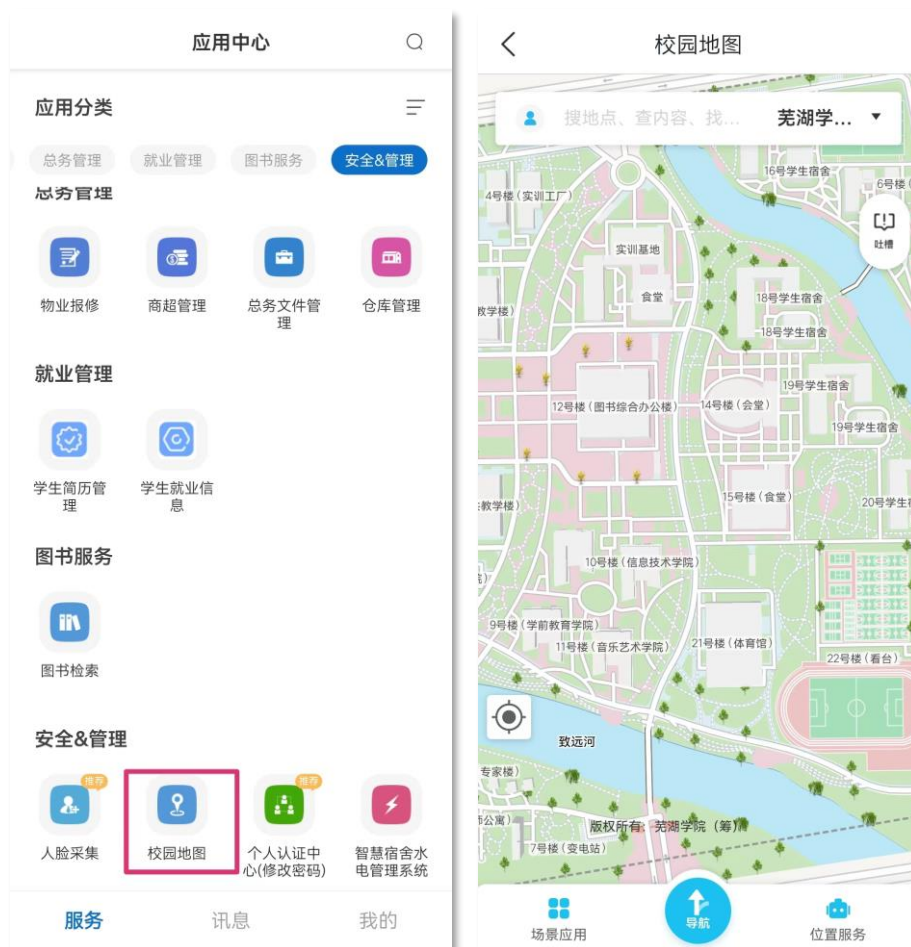 应用中心
应用分类
总务管理
就业管理
图书服务
安全&管理
总务管理
物业报修
商超管理
总务文件管
理
仓库管理
就业管理
学生简历管
理
学生就业信
息
图书服务
图书检索
安全&管理
推荐
推荐
人脸采集
校园地图
个人认证中
心(修改密码)
智慧宿舍水
电管理系统
服务
讯息
我的
校园地图
搜地点、查内容、找...
芜湖学...
16号学生宿舍
6号楼(
4号楼(实训工厂)
吐槽
实训基地
食堂
18号学生宿舍
教学楼)
18号学生宿舍
19号学生宿舍
12号楼(图书综合办公楼)
14号楼(会堂)
19号学生宿舍
15号楼(食堂)
教学楼)
20号学生
10号楼(信息技术学院)
9号楼(学前教育学院)
11号楼(音乐艺术学院)
21号楼(体育馆)
22号楼(看台)
致远河
专家楼)
公寓)
版权所有:芜湖学院(筹)
7号楼(变电站)
场景应用
导航
位置服务